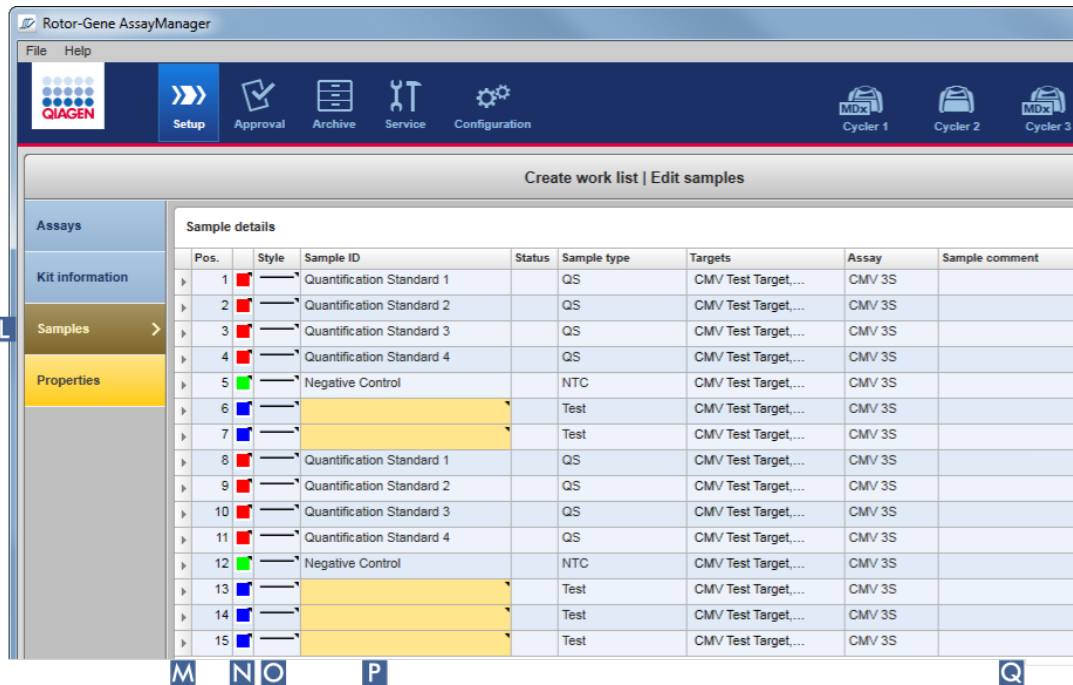 Rotor-Gene AssayManager
File Help
QIAGEN
Setup Approval Archive Service Configuration MDx Cycler 1 Cycler 2 MDx Cycler 3
Create work list | Edit samples
Assays
Kit information
Samples
Properties
Sample details
Pos. Style Sample ID Status Sample type Targets Assay Sample comment
1 Quantification Standard 1 QS CMV Test Target,... CMV 3S
2 Quantification Standard 2 QS CMV Test Target,... CMV 3S
3 Quantification Standard 3 QS CMV Test Target,... CMV 3S
4 Quantification Standard 4 QS CMV Test Target,... CMV 3S
5 Negative Control NTC CMV Test Target,... CMV 3S
6 Test CMV Test Target,... CMV 3S
7 Test CMV Test Target,... CMV 3S
8 Quantification Standard 1 QS CMV Test Target,... CMV 3S
9 Quantification Standard 2 QS CMV Test Target,... CMV 3S
10 Quantification Standard 3 QS CMV Test Target,... CMV 3S
11 Quantification Standard 4 QS CMV Test Target,... CMV 3S
12 Negative Control NTC CMV Test Target,... CMV 3S
13 Test CMV Test Target,... CMV 3S
14 Test CMV Test Target,... CMV 3S
15 Test CMV Test Target,... CMV 3S
L
M N O P Q